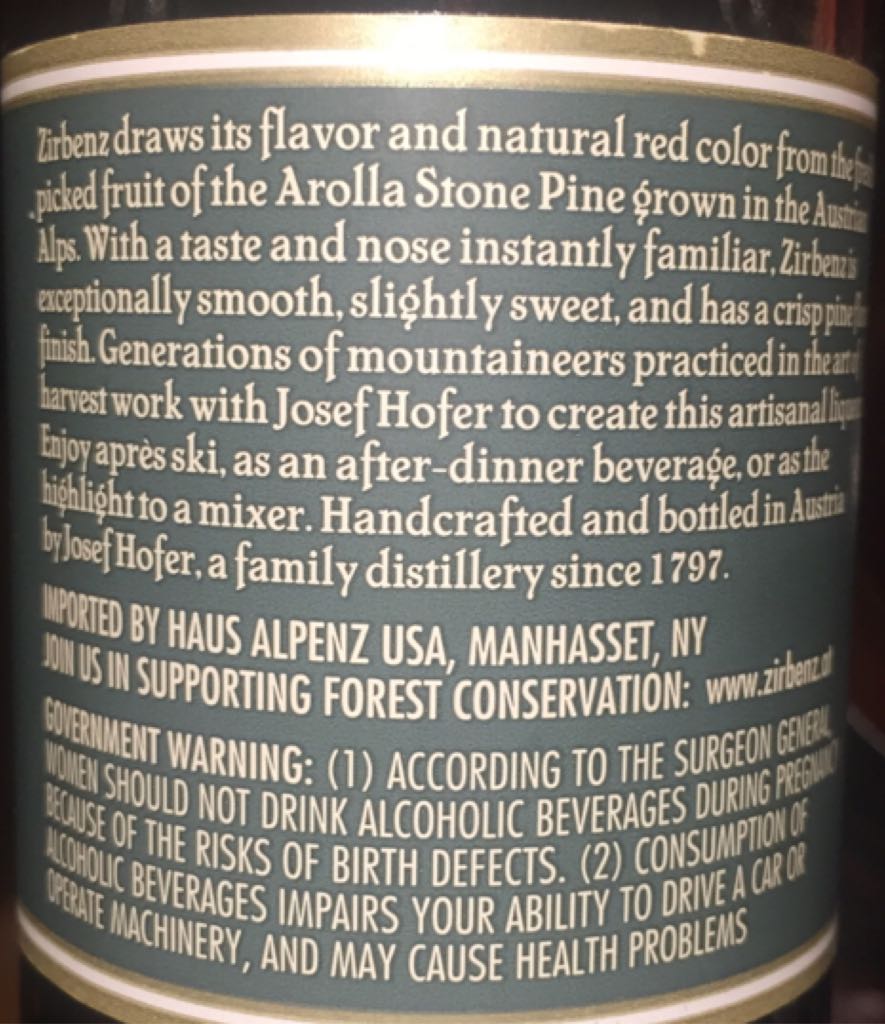 Zirbenz draws its flavor and natural red color from the
picked fruit of the Arolla Stone Pine grown in the Austrian
Alps. With a taste and nose instantly familiar, Zirbenz is
exceptionally smooth, slightly sweet, and has a crisp pine
finish. Generations of mountaineers practiced in the art of
harvest work with Josef Hofer to create this artisanal
Enjoy après ski, as an after-dinner beverage, or as the
highlight to a mixer. Handcrafted and bottled in Austria
by Josef Hofer, a family distillery since 1797.
IMPORTED BY HAUS ALPENZ USA, MANHASSET, NY
JOIN US IN SUPPORTING FOREST CONSERVATION: www.zirbenz.at
GOVERNMENT WARNING: (1) ACCORDING TO THE SURGEON GENERAL
WOMEN SHOULD NOT DRINK ALCOHOLIC BEVERAGES DURING PREGNANCY
BECAUSE OF THE RISKS OF BIRTH DEFECTS. (2) CONSUMPTION OF
ALCOHOLIC BEVERAGES IMPAIRS YOUR ABILITY TO DRIVE A CAR OR
OPERATE MACHINERY, AND MAY CAUSE HEALTH PROBLEMS